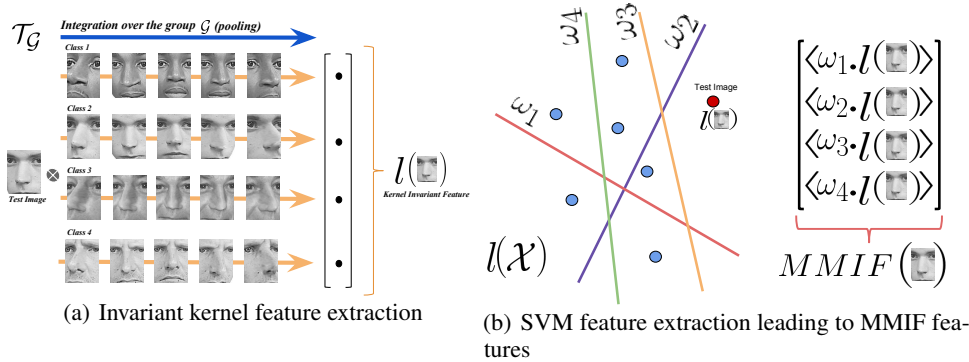 𝒯_𝒢
Integration over the group 𝒢 (pooling)
Class 1
Class 2
Class 3
Class 4
Test Image
⊗
l( )
Kernel Invariant Feature
(a) Invariant kernel feature extraction
ω4
ω3
ω2
ω1
Test Image
l( )
l(𝒳)
⟨ω1.l( )⟩
⟨ω2.l( )⟩
⟨ω3.l( )⟩
⟨ω4.l( )⟩
MMIF( )
(b) SVM feature extraction leading to MMIF fea-
tures